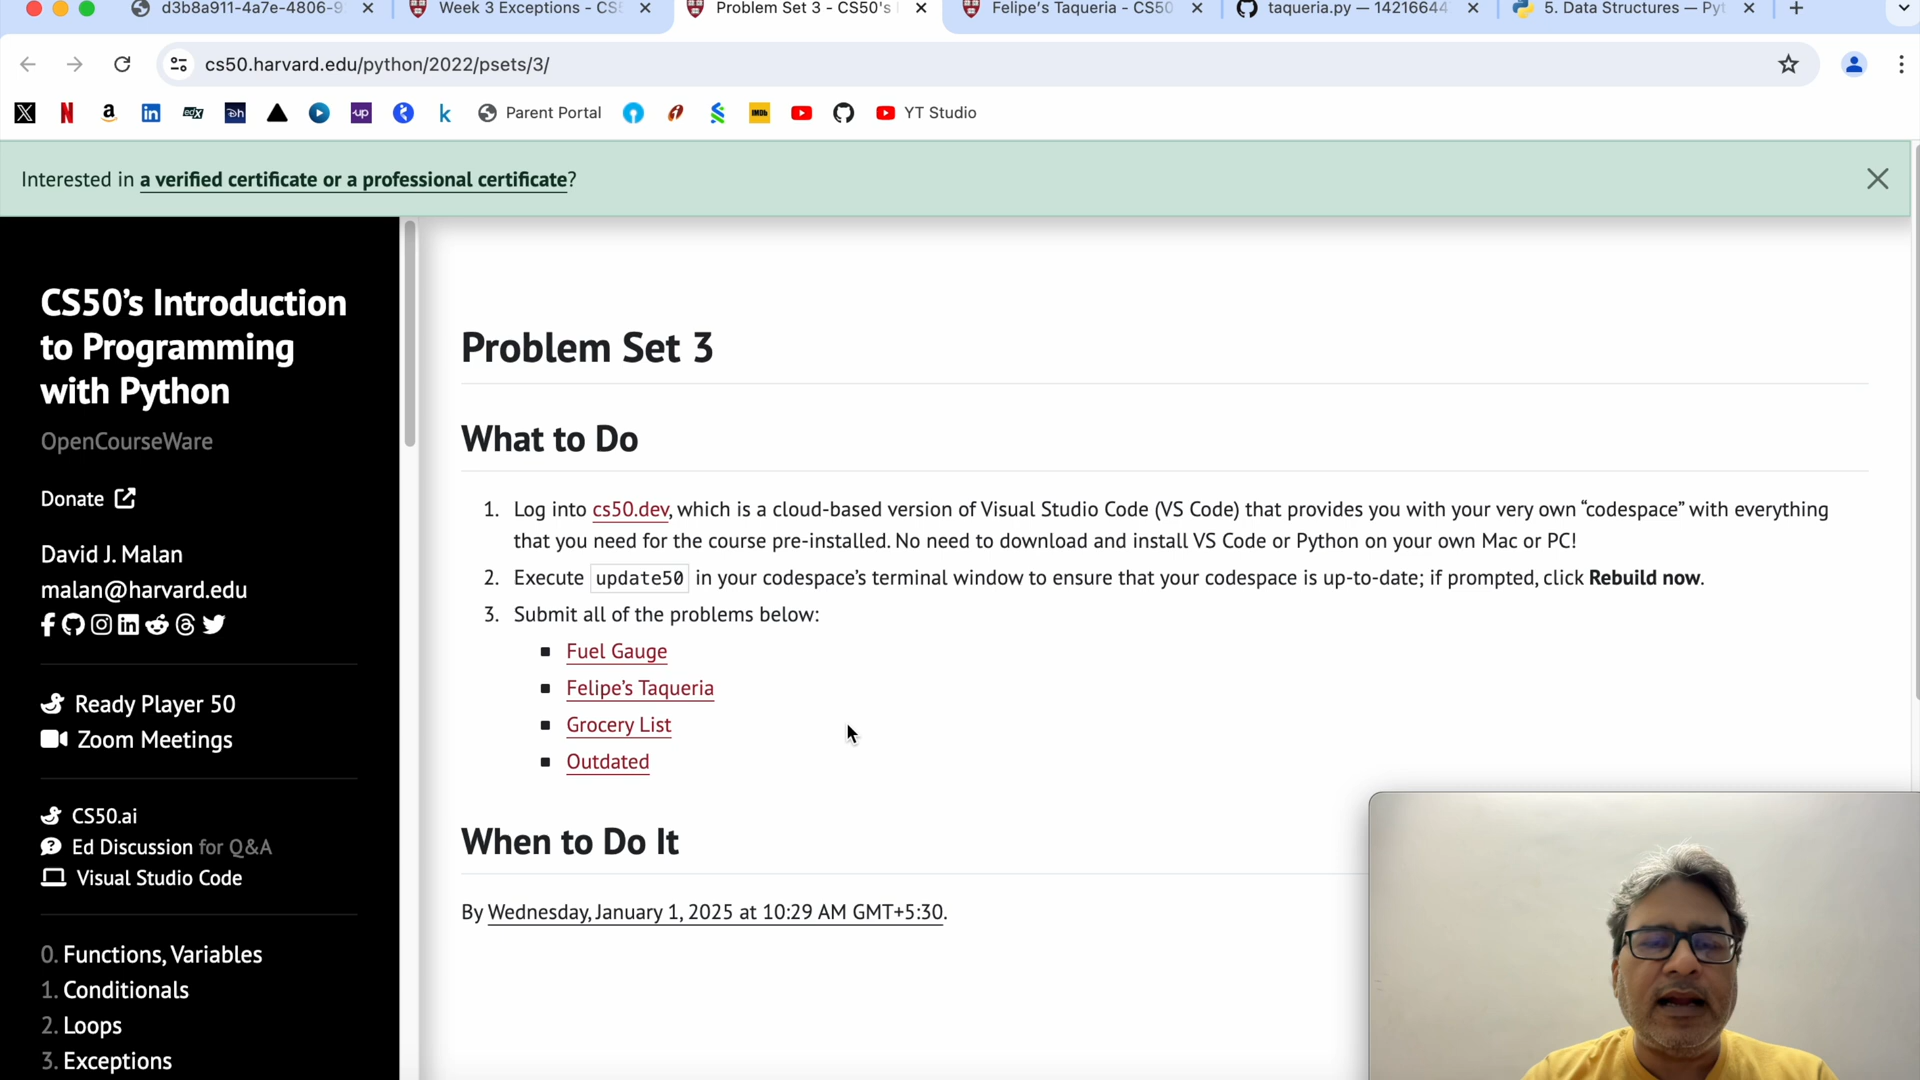 d3b8a911-4a7e-4806-9
Week 3 Exceptions - CS5
Problem Set 3 - CS50's
Felipe's Taqueria - CS50
taqueria.py — 14216644
5. Data Structures — Pyt
cs50.harvard.edu/python/2022/psets/3/
Parent Portal
YT Studio
Interested in a verified certificate or a professional certificate?
CS50's Introduction
to Programming
with Python
OpenCourseWare
Donate
David J. Malan
malan@harvard.edu
Ready Player 50
Zoom Meetings
CS50.ai
Ed Discussion for Q&A
Visual Studio Code
0. Functions, Variables
1. Conditionals
2. Loops
3. Exceptions
Problem Set 3
What to Do
1. Log into cs50.dev, which is a cloud-based version of Visual Studio Code (VS Code) that provides you with your very own “codespace” with everything
that you need for the course pre-installed. No need to download and install VS Code or Python on your own Mac or PC!
2. Execute update50 in your codespace’s terminal window to ensure that your codespace is up-to-date; if prompted, click Rebuild now.
3. Submit all of the problems below:
Fuel Gauge
Felipe’s Taqueria
Grocery List
Outdated
When to Do It
By Wednesday, January 1, 2025 at 10:29 AM GMT+5:30.